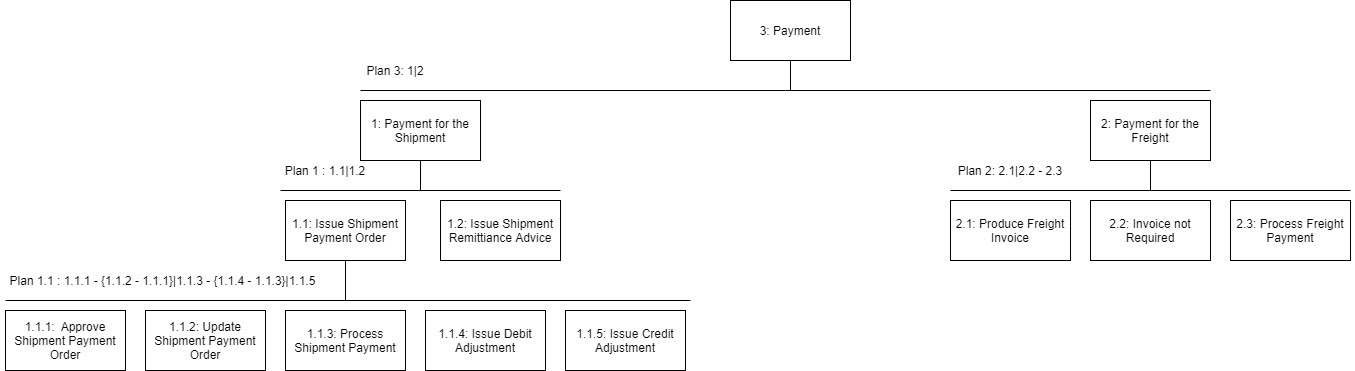 3: Payment
Plan 3: 1|2
1: Payment for the
Shipment
2: Payment for the
Freight
Plan 1 : 1.1|1.2
Plan 2: 2.1|2.2 - 2.3
1.1: Issue Shipment
Payment Order
1.2: Issue Shipment
Remittiance Advice
2.1: Produce Freight
Invoice
2.2: Invoice not
Required
2.3: Process Freight
Payment
Plan 1.1 : 1.1.1 - {1.1.2 - 1.1.1}|1.1.3 - {1.1.4 - 1.1.3}|1.1.5
1.1.1: Approve
Shipment Payment
Order
1.1.2: Update
Shipment Payment
Order
1.1.3: Process
Shipment Payment
1.1.4: Issue Debit
Adjustment
1.1.5: Issue Credit
Adjustment